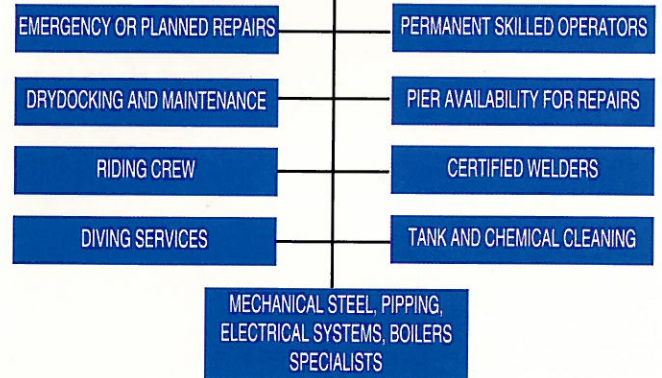 EMERGENCY OR PLANNED REPAIRS
PERMANENT SKILLED OPERATORS
DRYDOCKING AND MAINTENANCE
PIER AVAILABILITY FOR REPAIRS
RIDING CREW
CERTIFIED WELDERS
DIVING SERVICES
TANK AND CHEMICAL CLEANING
MECHANICAL STEEL, PIPPING,
ELECTRICAL SYSTEMS, BOILERS
SPECIALISTS